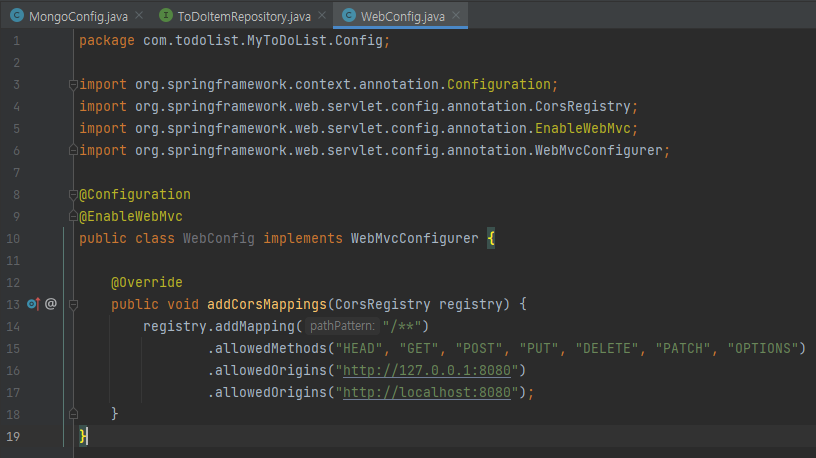 MongoConfig.java ToDoItemRepository.java WebConfig.java
1 package com.todolist.MyToDoList.Config;
2
3 import org.springframework.context.annotation.Configuration;
4 import org.springframework.web.servlet.config.annotation.CorsRegistry;
5 import org.springframework.web.servlet.config.annotation.EnableWebMvc;
6 import org.springframework.web.servlet.config.annotation.WebMvcConfigurer;
7
8 @Configuration
9 @EnableWebMvc
10 public class WebConfig implements WebMvcConfigurer {
11
12 @Override
13 public void addCorsMappings(CorsRegistry registry) {
14 registry.addMapping( pathPattern: "/**")
15 .allowedMethods("HEAD", "GET", "POST", "PUT", "DELETE", "PATCH", "OPTIONS")
16 .allowedOrigins("http://127.0.0.1:8080")
17 .allowedOrigins("http://localhost:8080");
18 }
19 }